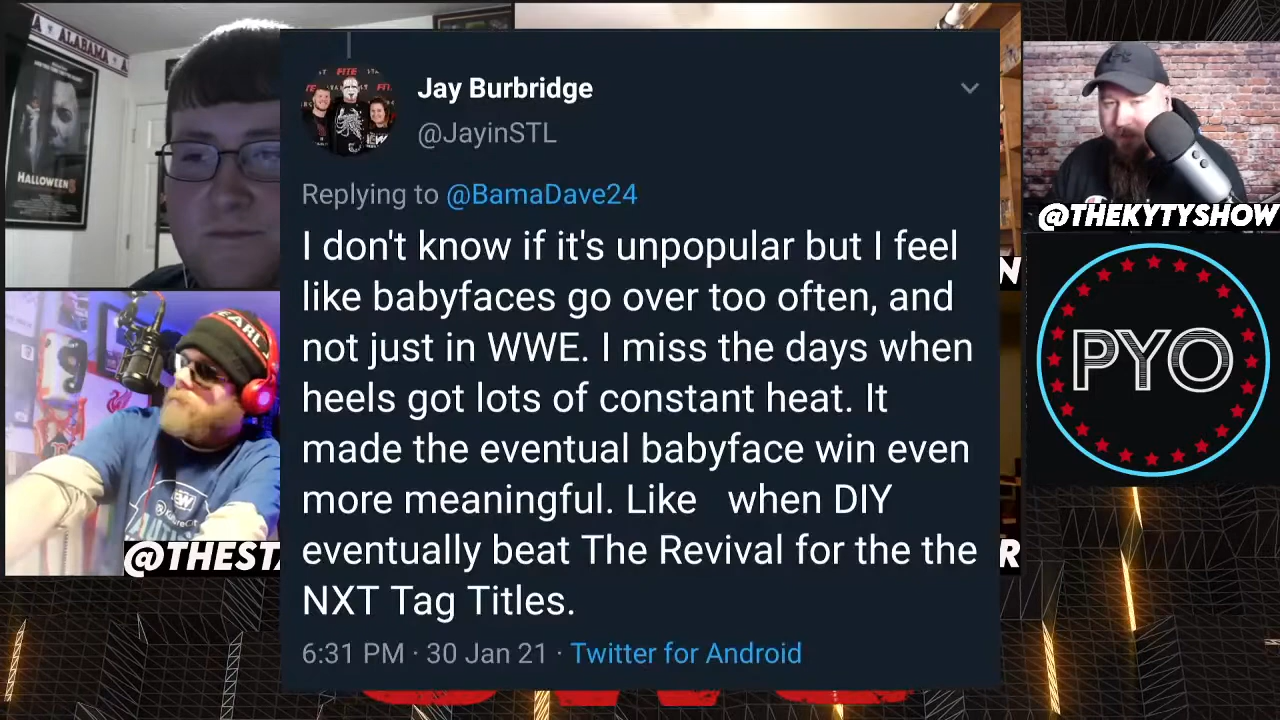 ALABAMA
HALLOWEEN
Jay Burbridge
@JayinSTL
Replying to @BamaDave24
I don't know if it's unpopular but I feel
like babyfaces go over too often, and
not just in WWE. I miss the days when
heels got lots of constant heat. It
made the eventual babyface win even
more meaningful. Like when DIY
eventually beat The Revival for the the
NXT Tag Titles.
6:31 PM · 30 Jan 21 · Twitter for Android
@THEKYTYSHOW
PYO
@THESTA
N
R